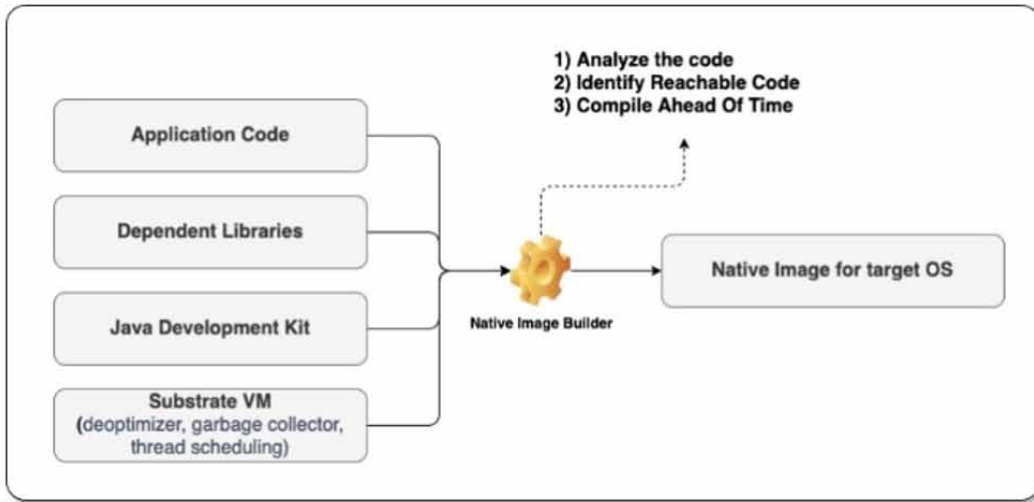 1) Analyze the code
2) Identify Reachable Code
3) Compile Ahead Of Time
Application Code
Dependent Libraries
Java Development Kit
Substrate VM
(deoptimizer, garbage collector,
thread scheduling)
Native Image Builder
Native Image for target OS